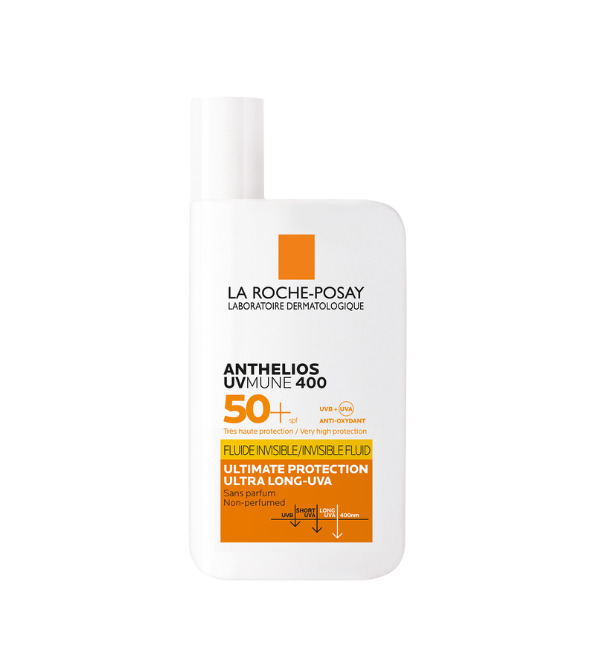 LA ROCHE-POSAY
LABORATOIRE DERMATOLOGIQUE
ANTHELIOS
UVMUNE 400
50+ spf
UVB + UVA
ANTI-OXYDANT
Très haute protection / Very high protection
FLUIDE INVISIBLE/INVISIBLE FLUID
ULTIMATE PROTECTION
ULTRA LONG-UVA
Sans parfum
Non-perfumed
UVB
SHORT
UVA
LONG
UVA
400nm